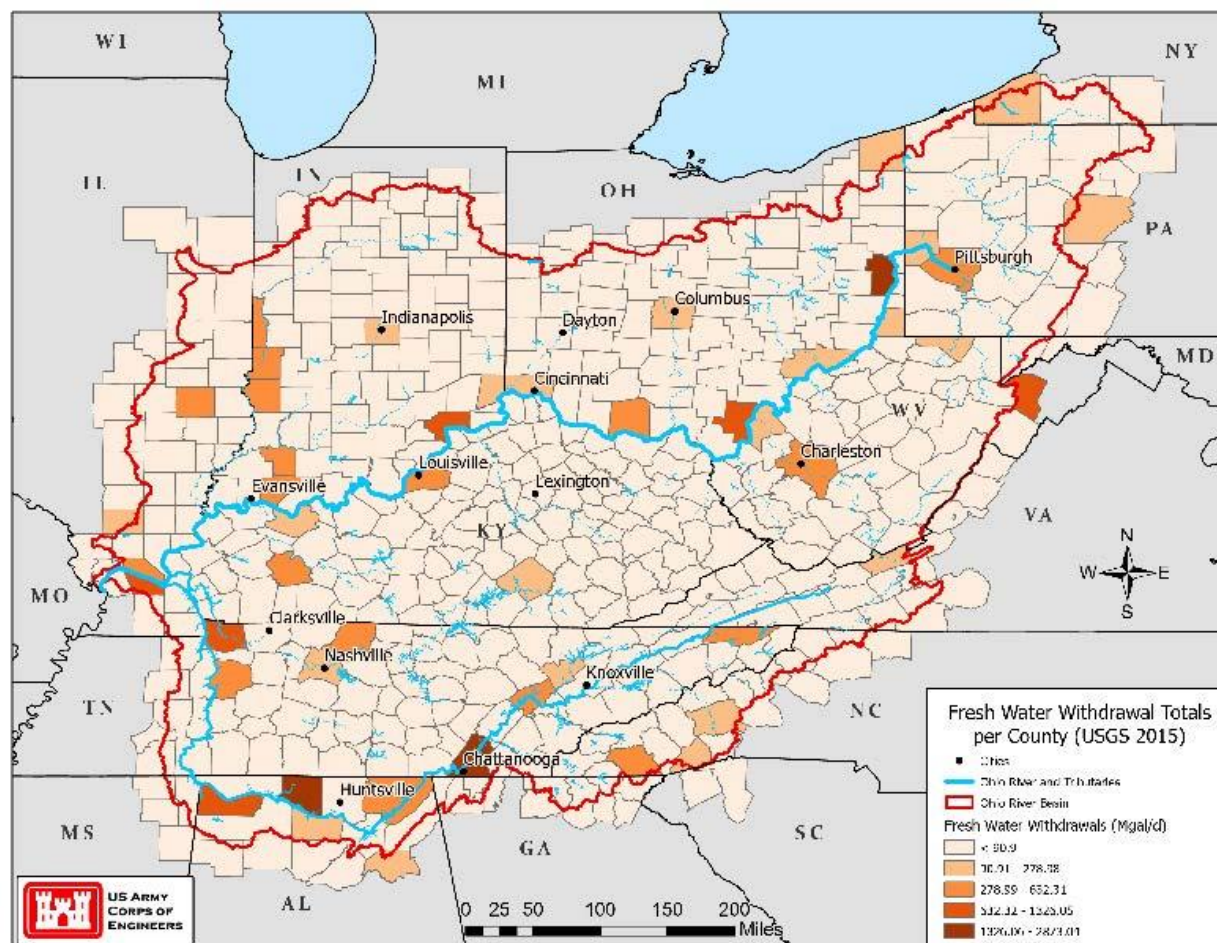 WI
NY
MI
IL
IN
OH
PA
Pittsburgh
Columbus
Indianapolis
Dayton
MD
Cincinnati
WV
Charleston
Louisville
Lexington
Evansville
VA
KY
N
W E
S
MO
Clarksville
Nashville
Knoxville
TN
NC
Chattanooga
Huntsville
MS
SC
GA
AL
Fresh Water Withdrawal Totals
per County (USGS 2015)
Cities
Ohio River and Tributaries
Ohio River Basin
Fresh Water Withdrawals (Mgal/d)
US ARMY
CORPS OF
ENGINEERS
0 25 50 100 150 200
Miles